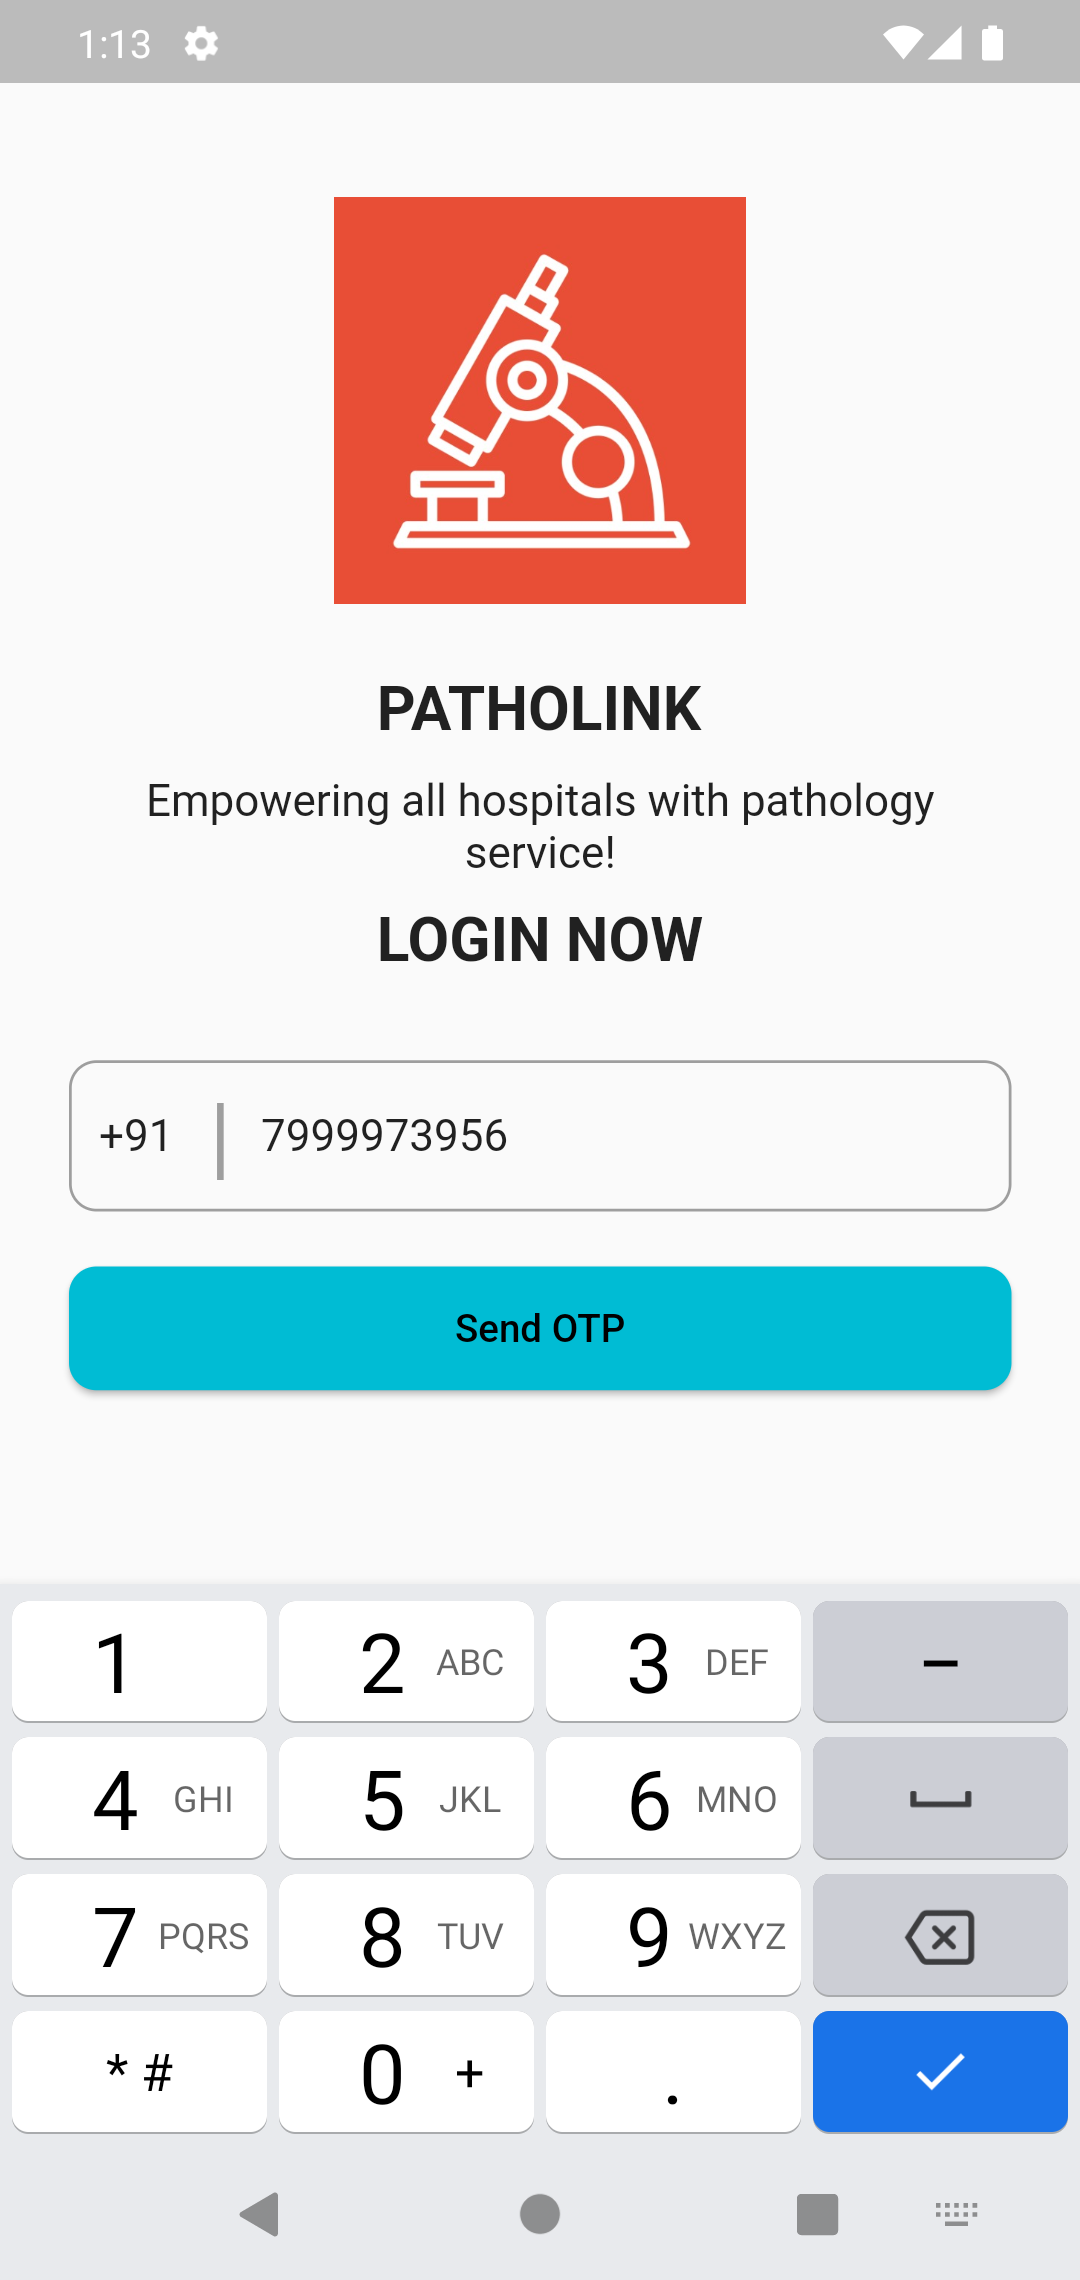 1:13
PATHOLINK
Empowering all hospitals with pathology
service!
LOGIN NOW
+91 7999973956
Send OTP
1 2 ABC 3 DEF –
4 GHI 5 JKL 6 MNO
7 PQRS 8 TUV 9 WXYZ
* # 0 + .